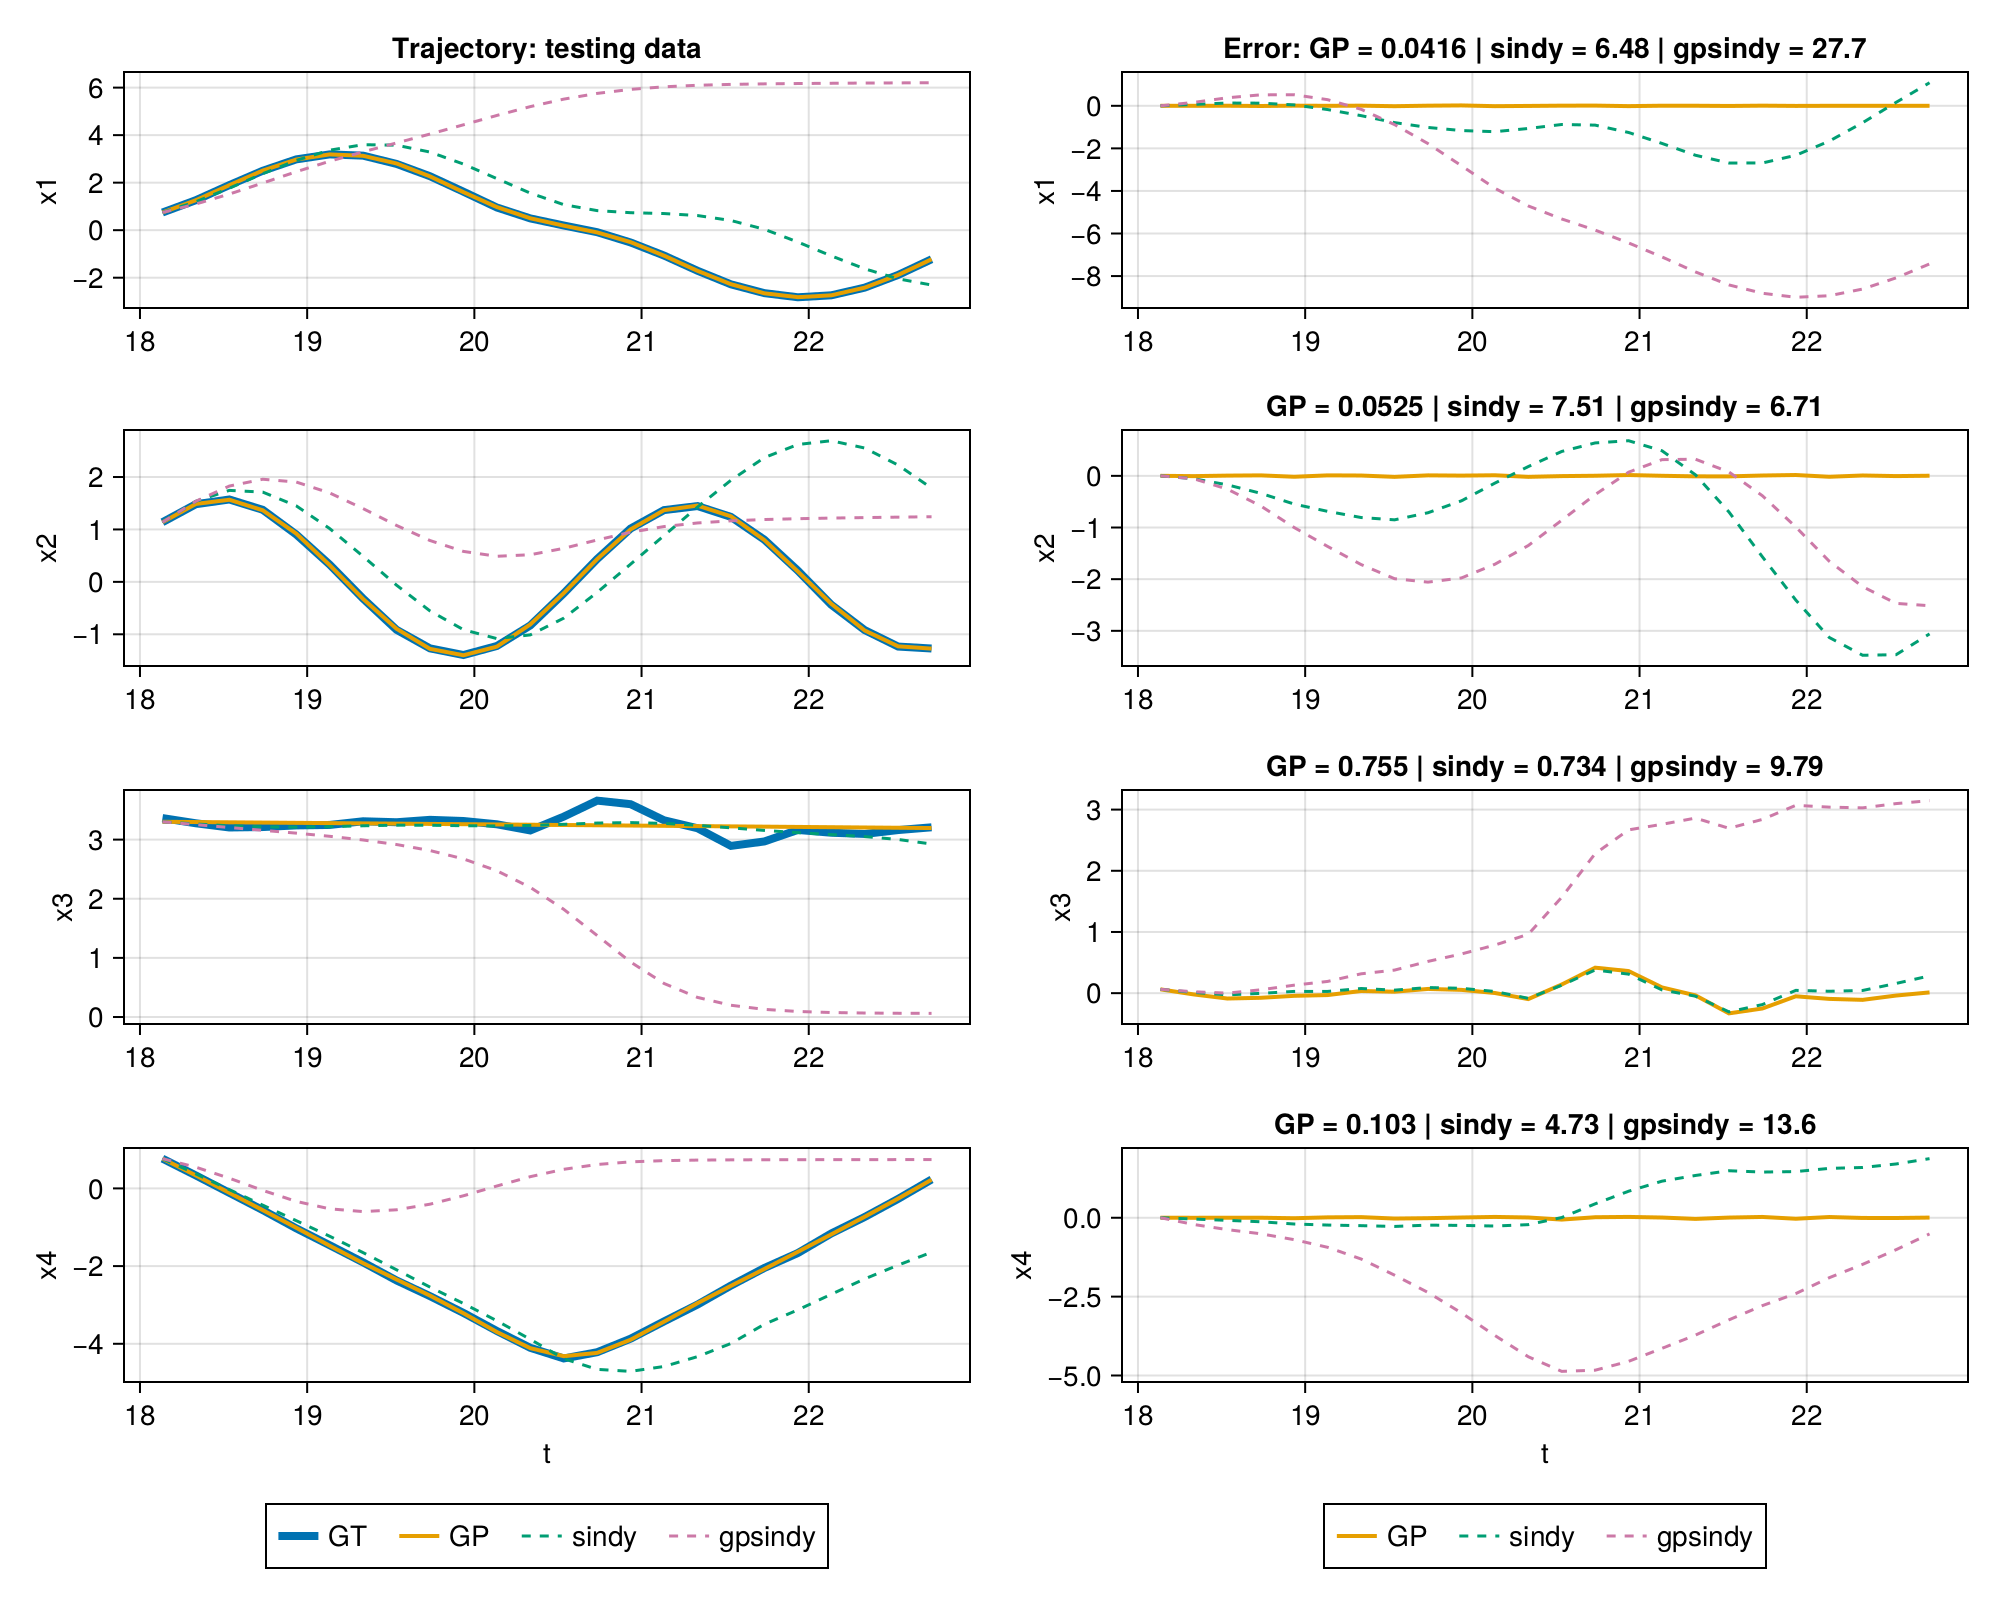 Trajectory: testing data
Error: GP = 0.0416 | sindy = 6.48 | gpsindy = 27.7
x1
6
4
2
0
−2
18 19 20 21 22
x1
0
−2
−4
−6
−8
18 19 20 21 22
GP = 0.0525 | sindy = 7.51 | gpsindy = 6.71
x2
2
1
0
−1
18 19 20 21 22
x2
0
−1
−2
−3
18 19 20 21 22
GP = 0.755 | sindy = 0.734 | gpsindy = 9.79
x3
3
2
1
0
18 19 20 21 22
x3
3
2
1
0
18 19 20 21 22
GP = 0.103 | sindy = 4.73 | gpsindy = 13.6
x4
0
−2
−4
18 19 20 21 22
t
x4
0.0
−2.5
−5.0
18 19 20 21 22
t
GT GP sindy gpsindy
GP sindy gpsindy